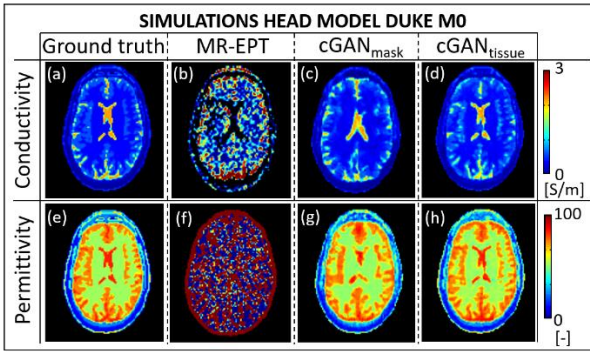 SIMULATIONS HEAD MODEL DUKE M0
Ground truth MR-EPT cGANmask cGANtissue
Conductivity
(a) (b) (c) (d)
3
0
[S/m]
Permittivity
(e) (f) (g) (h)
100
0
[-]